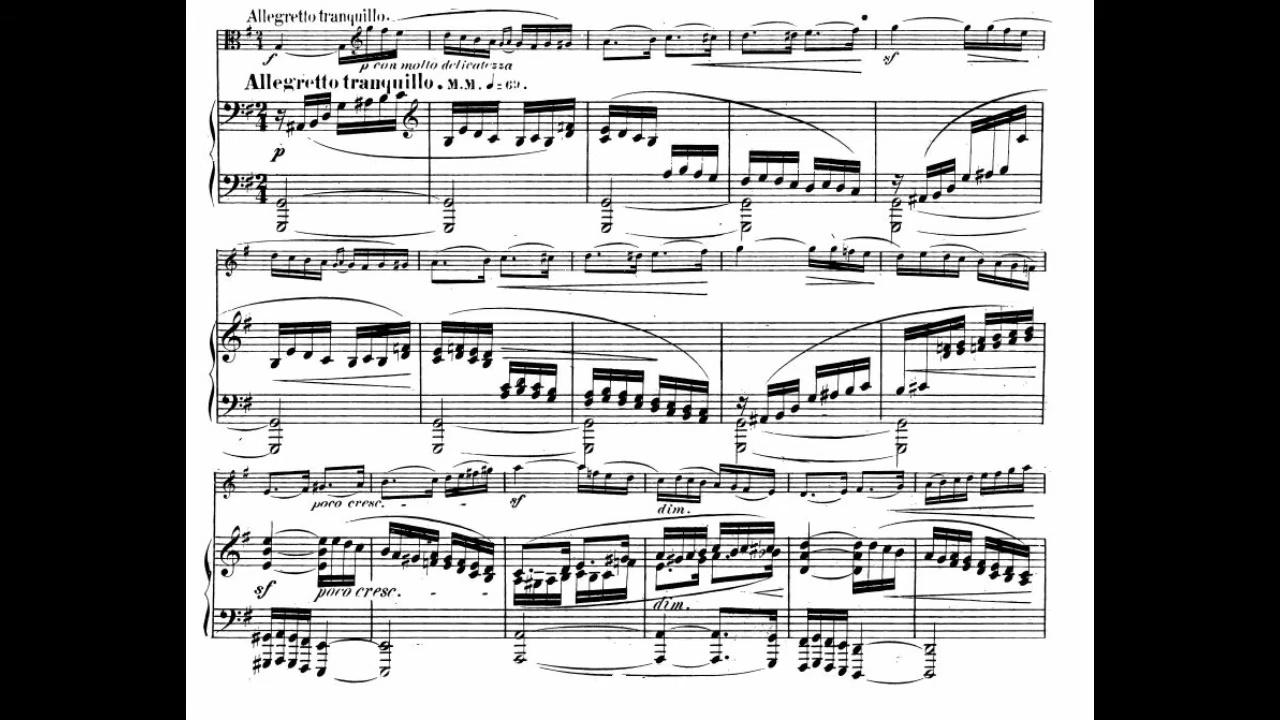 Allegretto tranquillo.
f
p con molto delicatezza
sf
Allegretto tranquillo. M.M. = 69.
p
poco cresc. - -
sf
dim.
sf
poco cresc. - -
dim.